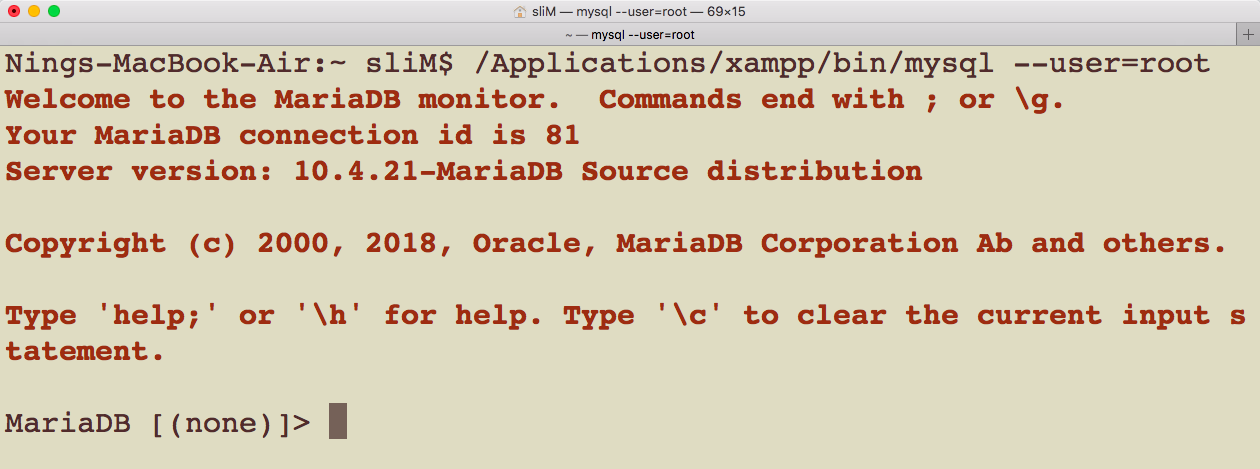 sliM — mysql --user=root — 69×15
~ — mysql --user=root
Nings-MacBook-Air:~ sliM$ /Applications/xampp/bin/mysql --user=root
Welcome to the MariaDB monitor.  Commands end with ; or \g.
Your MariaDB connection id is 81
Server version: 10.4.21-MariaDB Source distribution
Copyright (c) 2000, 2018, Oracle, MariaDB Corporation Ab and others.
Type 'help;' or '\h' for help. Type '\c' to clear the current input s
tatement.
MariaDB [(none)]>